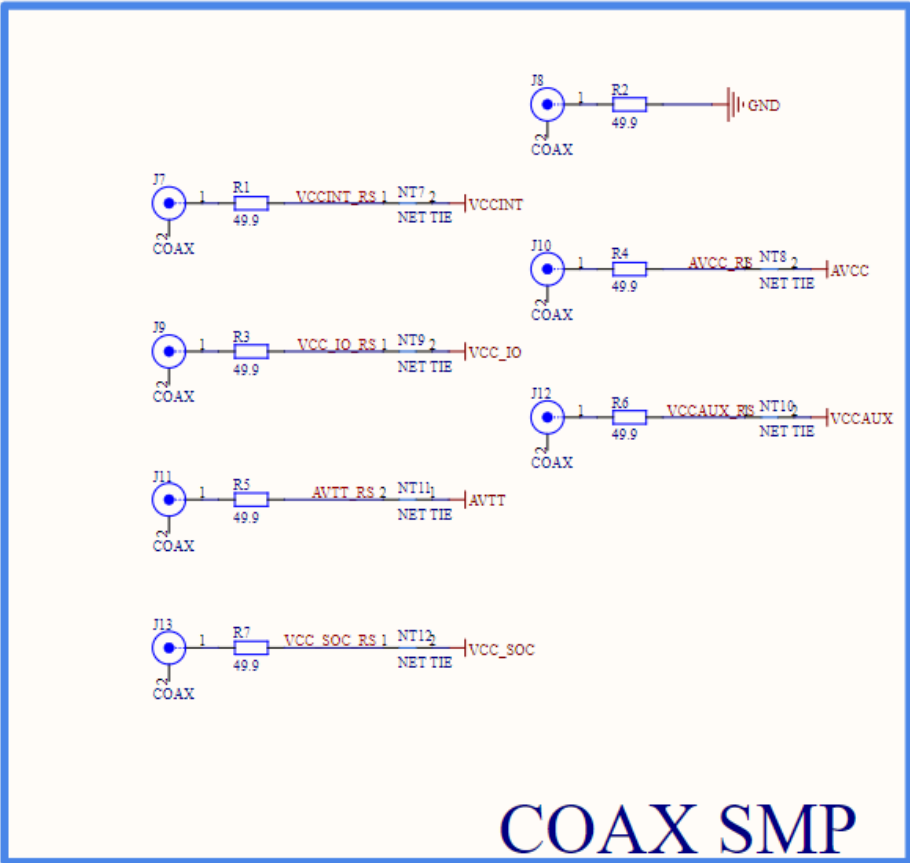 J8
1
R2
49.9
GND
2
COAX
J7
1
R1
49.9
VCCINT_RS
1
NT7
2
NET TIE
VCCINT
2
COAX
J10
1
R4
49.9
AVCC_RS
1
NT8
2
NET TIE
AVCC
2
COAX
J9
1
R3
49.9
VCC_IO_RS
1
NT9
2
NET TIE
VCC_IO
2
COAX
J12
1
R6
49.9
VCCAUX_RS
1
NT10
2
NET TIE
VCCAUX
2
COAX
J11
1
R5
49.9
AVTT_RS
2
NT11
1
NET TIE
AVTT
2
COAX
J13
1
R7
49.9
VCC_SOC_RS
1
NT12
2
NET TIE
VCC_SOC
2
COAX
COAX SMP